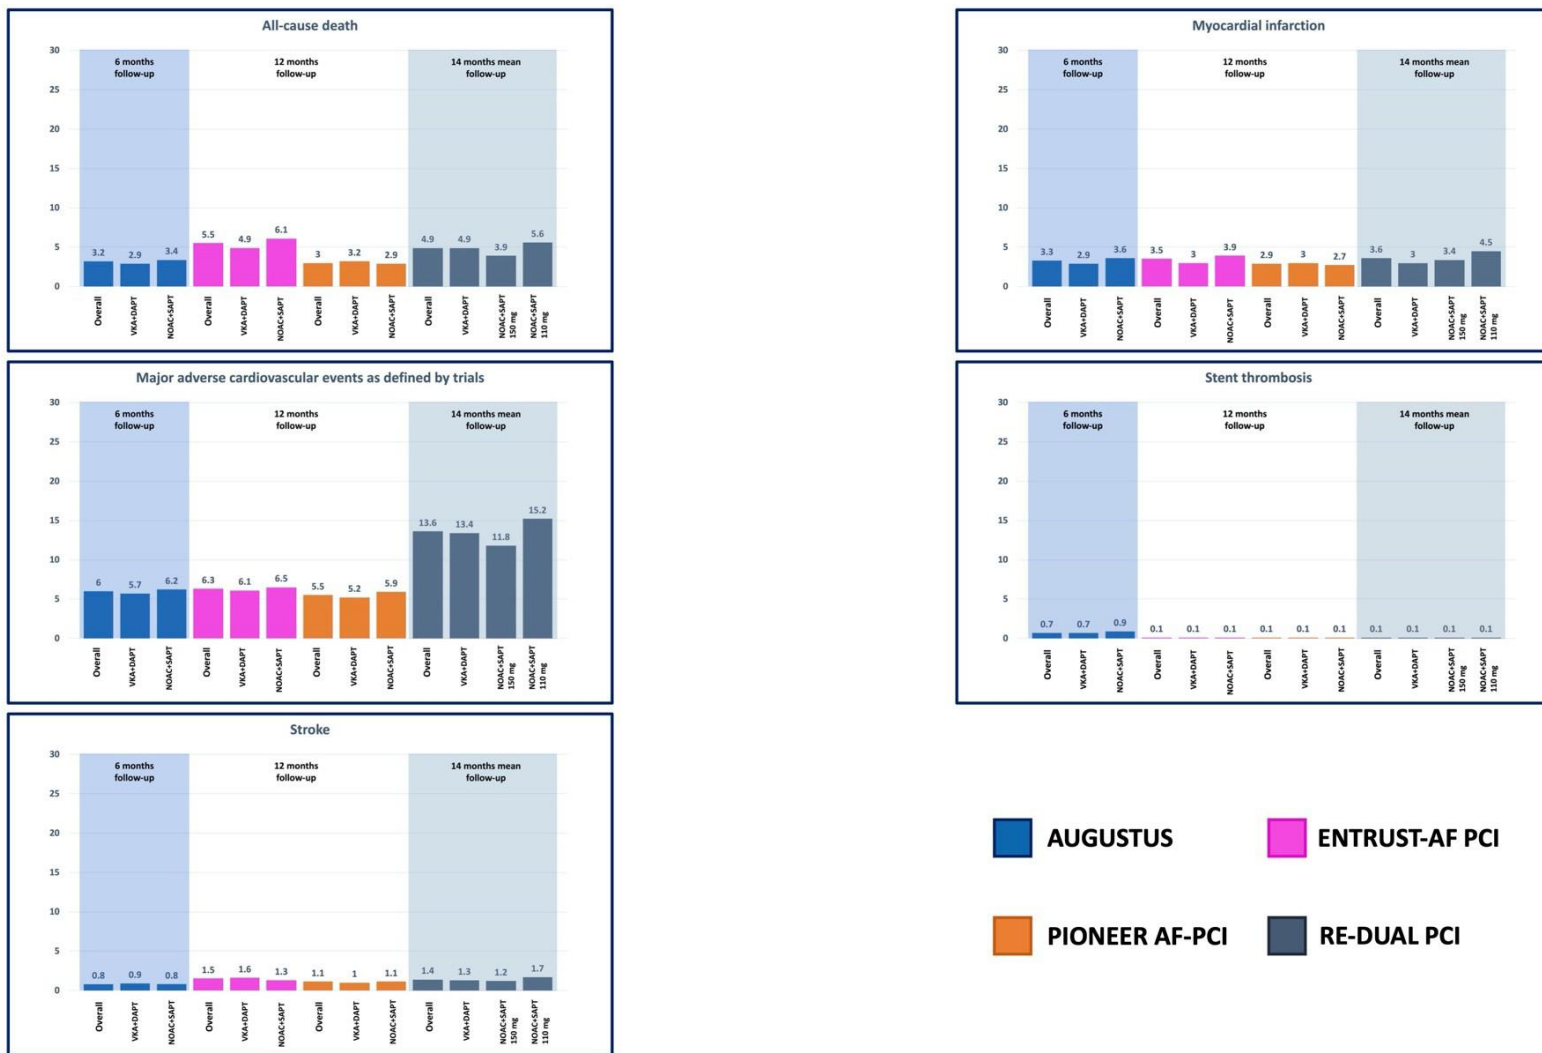 All-cause death
30
25
20
15
10
5
0
6 months
follow-up
12 months
follow-up
14 months mean
follow-up
3.2
2.9
3.4
5.5
4.9
6.1
3
3.2
2.9
4.9
4.9
3.9
5.6
Overall
VKA+DAPT
NOAC+SAPT
Overall
VKA+DAPT
NOAC+SAPT
Overall
VKA+DAPT
NOAC+SAPT
Overall
VKA+DAPT
NOAC+SAPT
150 mg
NOAC+SAPT
110 mg
Myocardial infarction
30
25
20
15
10
5
0
6 months
follow-up
12 months
follow-up
14 months mean
follow-up
3.3
2.9
3.6
3.5
3
3.9
2.9
3
2.7
3.6
3
3.4
4.5
Overall
VKA+DAPT
NOAC+SAPT
Overall
VKA+DAPT
NOAC+SAPT
Overall
VKA+DAPT
NOAC+SAPT
Overall
VKA+DAPT
NOAC+SAPT
150 mg
NOAC+SAPT
110 mg
Major adverse cardiovascular events as defined by trials
30
25
20
15
10
5
0
6 months
follow-up
12 months
follow-up
14 months mean
follow-up
6
5.7
6.2
6.3
6.1
6.5
5.5
5.2
5.9
13.6
13.4
11.8
15.2
Overall
VKA+DAPT
NOAC+SAPT
Overall
VKA+DAPT
NOAC+SAPT
Overall
VKA+DAPT
NOAC+SAPT
Overall
VKA+DAPT
NOAC+SAPT
150 mg
NOAC+SAPT
110 mg
Stent thrombosis
30
25
20
15
10
5
0
6 months
follow-up
12 months
follow-up
14 months mean
follow-up
0.7
0.7
0.9
0.1
0.1
0.1
0.1
0.1
0.1
0.1
0.1
0.1
0.1
Overall
VKA+DAPT
NOAC+SAPT
Overall
VKA+DAPT
NOAC+SAPT
Overall
VKA+DAPT
NOAC+SAPT
Overall
VKA+DAPT
NOAC+SAPT
150 mg
NOAC+SAPT
110 mg
Stroke
30
25
20
15
10
5
0
6 months
follow-up
12 months
follow-up
14 months mean
follow-up
0.8
0.9
0.8
1.5
1.6
1.3
1.1
1
1.1
1.4
1.3
1.2
1.7
Overall
VKA+DAPT
NOAC+SAPT
Overall
VKA+DAPT
NOAC+SAPT
Overall
VKA+DAPT
NOAC+SAPT
Overall
VKA+DAPT
NOAC+SAPT
150 mg
NOAC+SAPT
110 mg
AUGUSTUS
ENTRUST-AF PCI
PIONEER AF-PCI
RE-DUAL PCI